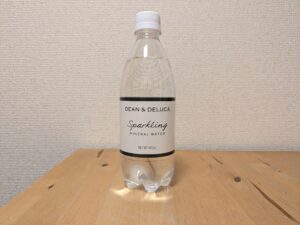 DEAN & DELUCA
Sparkling
MINERAL WATER